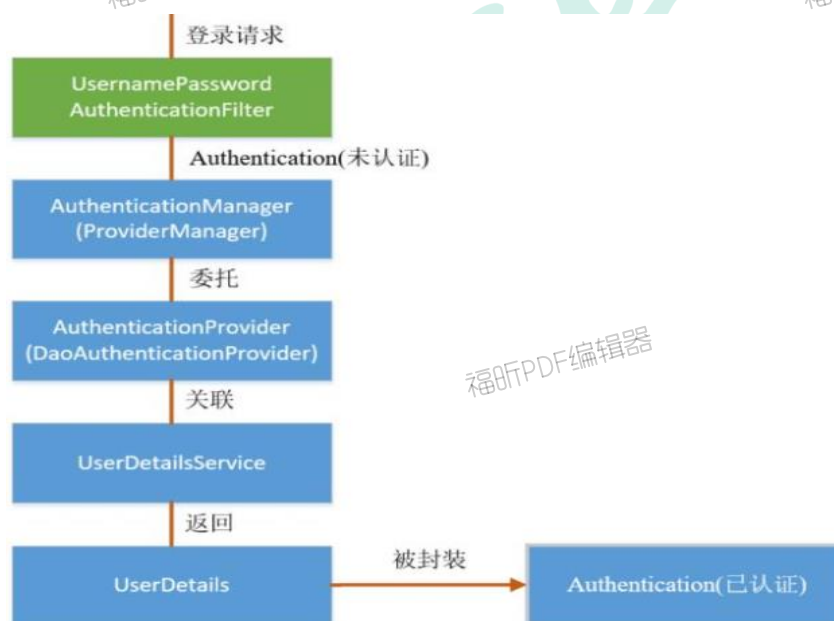 登录请求
UsernamePassword
AuthenticationFilter
Authentication(未认证)
AuthenticationManager
(ProviderManager)
委托
AuthenticationProvider
(DaoAuthenticationProvider)
福昕PDF编辑器
关联
UserDetailsService
返回
UserDetails
被封装
Authentication(已认证)